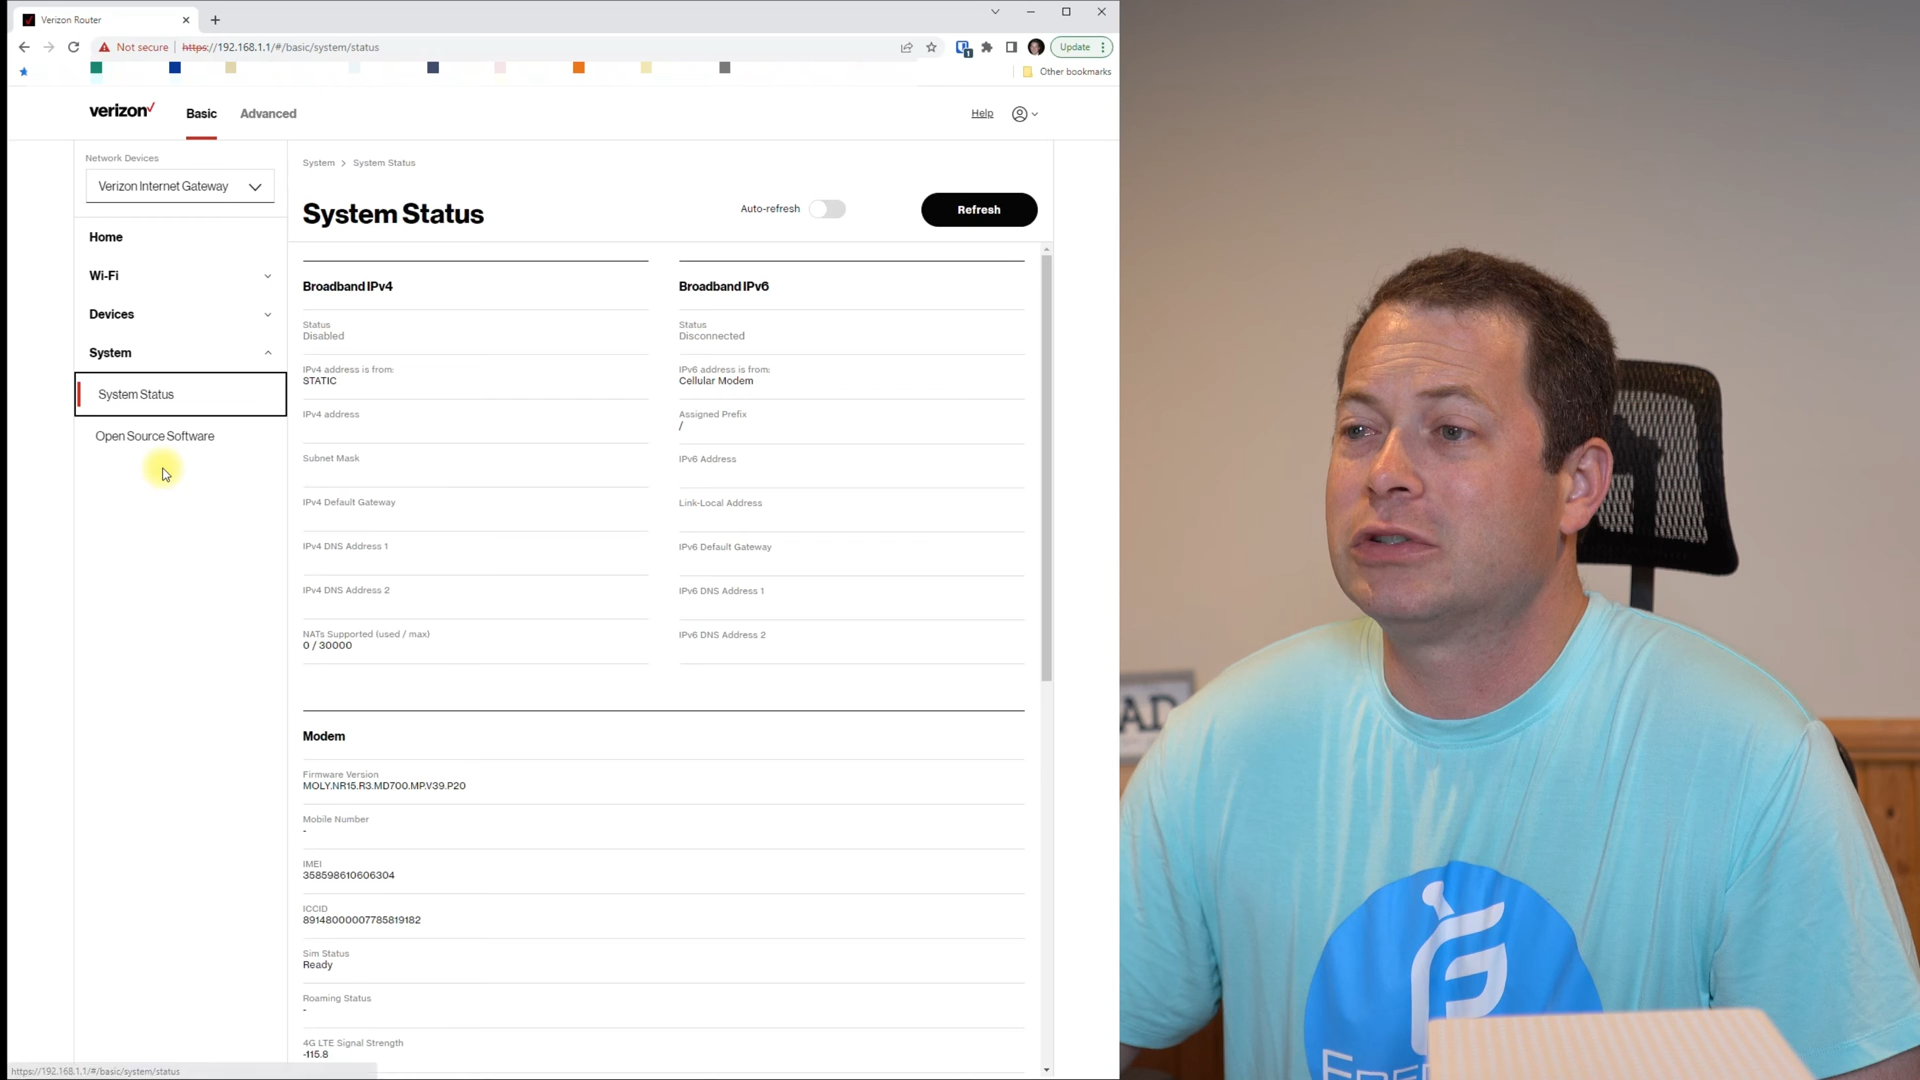 Verizon Router
Not secure
https://192.168.1.1/#/basic/system/status
Update
Other bookmarks
verizon
Basic
Advanced
Help
Network Devices
Verizon Internet Gateway
Home
Wi-Fi
Devices
System
System Status
Open Source Software
System > System Status
System Status
Auto-refresh
Refresh
Broadband IPv4
Status
Disabled
IPv4 address is from:
STATIC
IPv4 address
Subnet Mask
IPv4 Default Gateway
IPv4 DNS Address 1
IPv4 DNS Address 2
NATs Supported (used / max)
0 / 30000
Broadband IPv6
Status
Disconnected
IPv6 address is from:
Cellular Modem
Assigned Prefix
/
IPv6 Address
Link-Local Address
IPv6 Default Gateway
IPv6 DNS Address 1
IPv6 DNS Address 2
Modem
Firmware Version
MOLY.NR15.R3.MD700.MP.V39.P20
Mobile Number
-
IMEI
358598610606304
ICCID
89148000007785819182
Sim Status
Ready
Roaming Status
-
4G LTE Signal Strength
-115.8
https://192.168.1.1/#/basic/system/status